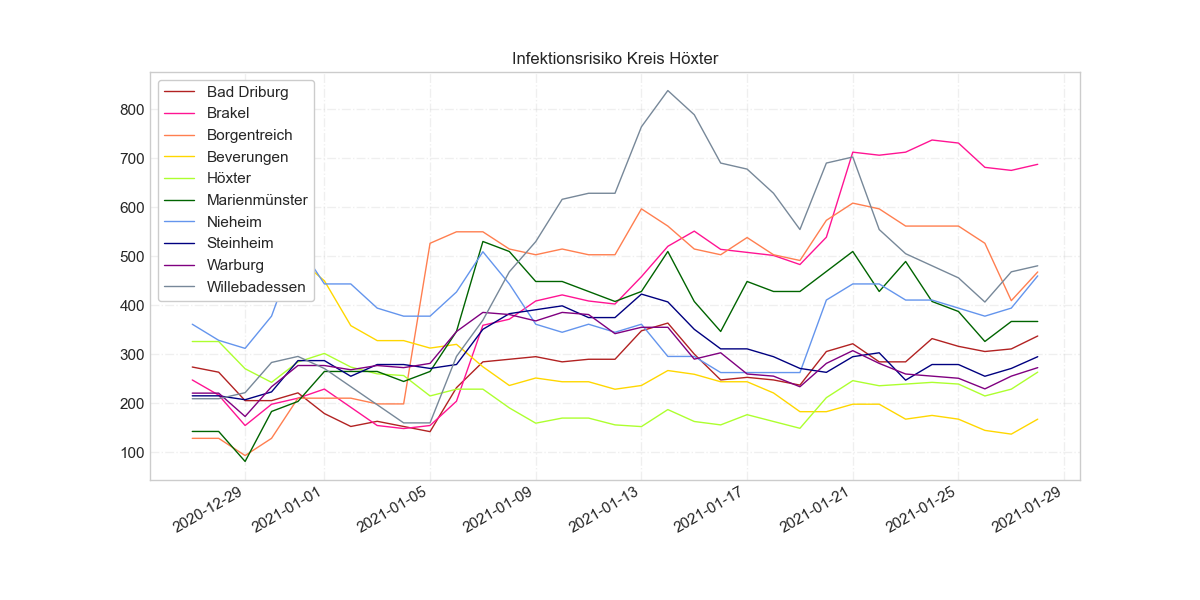 Infektionsrisiko Kreis Höxter
Bad Driburg
Brakel
Borgentreich
Beverungen
Höxter
Marienmünster
Nieheim
Steinheim
Warburg
Willebadessen
800
700
600
500
400
300
200
100
2020-12-29
2021-01-01
2021-01-05
2021-01-09
2021-01-13
2021-01-17
2021-01-21
2021-01-25
2021-01-29